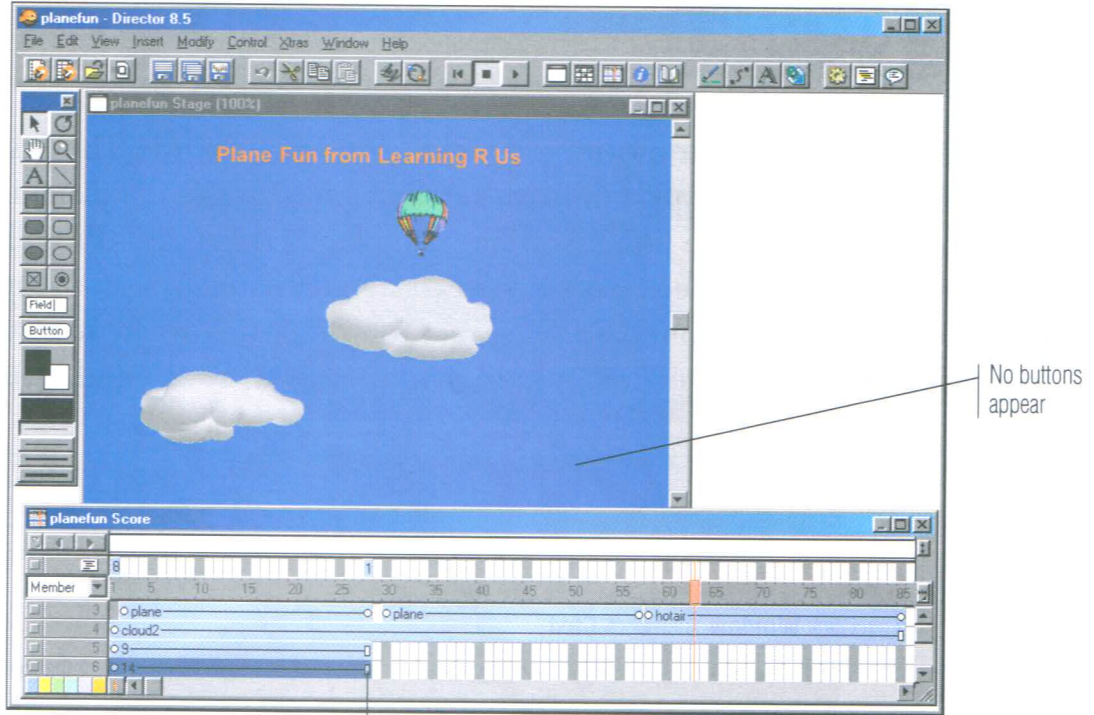 planefun - Director 8.5
File Edit View Insert Modify Control Xtras Window Help
planefun Stage (100%)
Plane Fun from Learning R Us
Field
Button
No buttons
appear
planefun Score
8 1
Member 1 5 10 15 20 25 30 35 40 45 50 55 60 65 70 75 80 85
3 plane plane hotair
4 cloud2
5 9
6 14